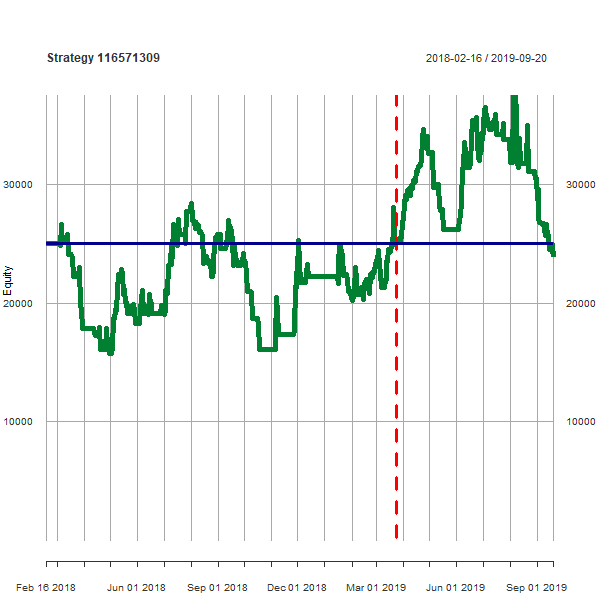 Strategy 116571309
2018-02-16 / 2019-09-20
30000
30000
Equity
20000
20000
10000
10000
Feb 16 2018
Jun 01 2018
Sep 01 2018
Dec 01 2018
Mar 01 2019
Jun 01 2019
Sep 01 2019